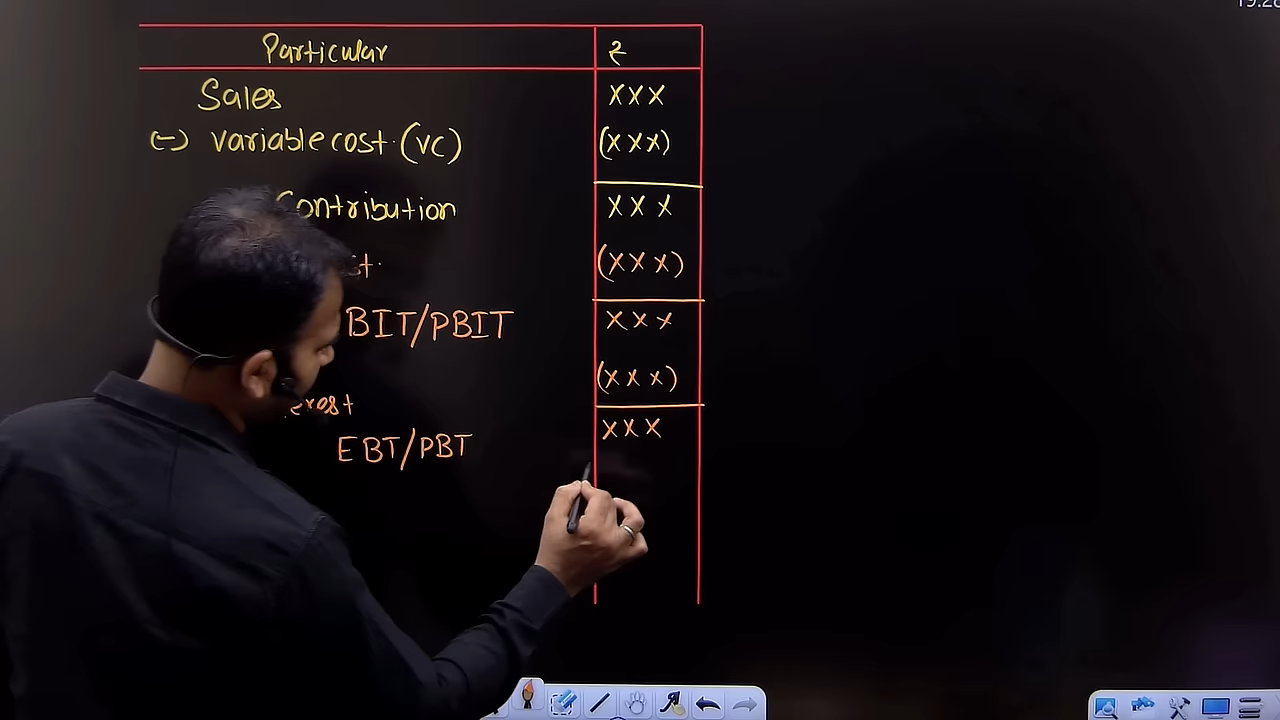 Particular ₹
Sales XXX
(-) variable cost. (VC) (XXX)
Contribution XXX
(XXX)
BIT/PBIT XXX
(XXX)
EBT/PBT XXX